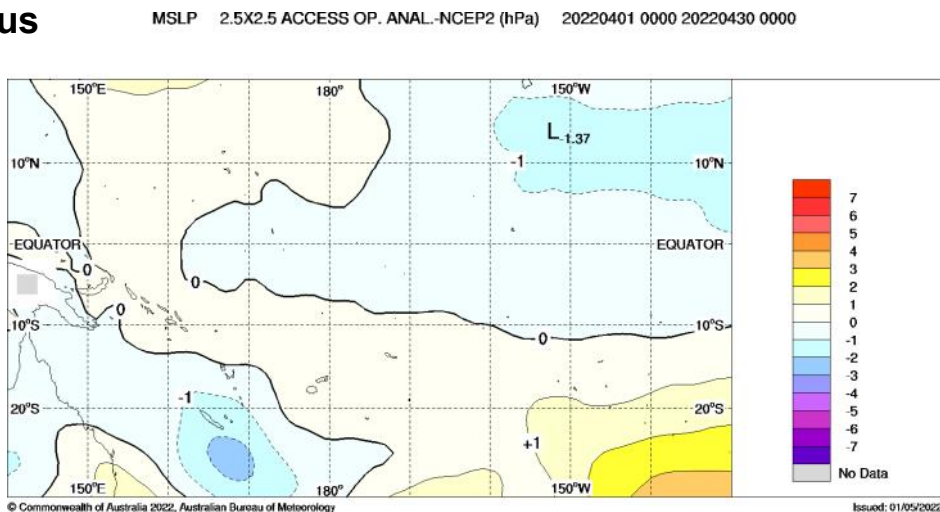 us
MSLP 2.5X2.5 ACCESS OP. ANAL.-NCEP2 (hPa) 20220401 0000 20220430 0000
150°E 180° 150°W
L -1.37
10°N -1 10°N
EQUATOR EQUATOR
0
0
0
10°S 0 10°S
-1
20°S 20°S
+1
150°E 180° 150°W
7
6
5
4
3
2
1
0
-1
-2
-3
-4
-5
-6
-7
No Data
© Commonwealth of Australia 2022, Australian Bureau of Meteorology Issued: 01/05/2022